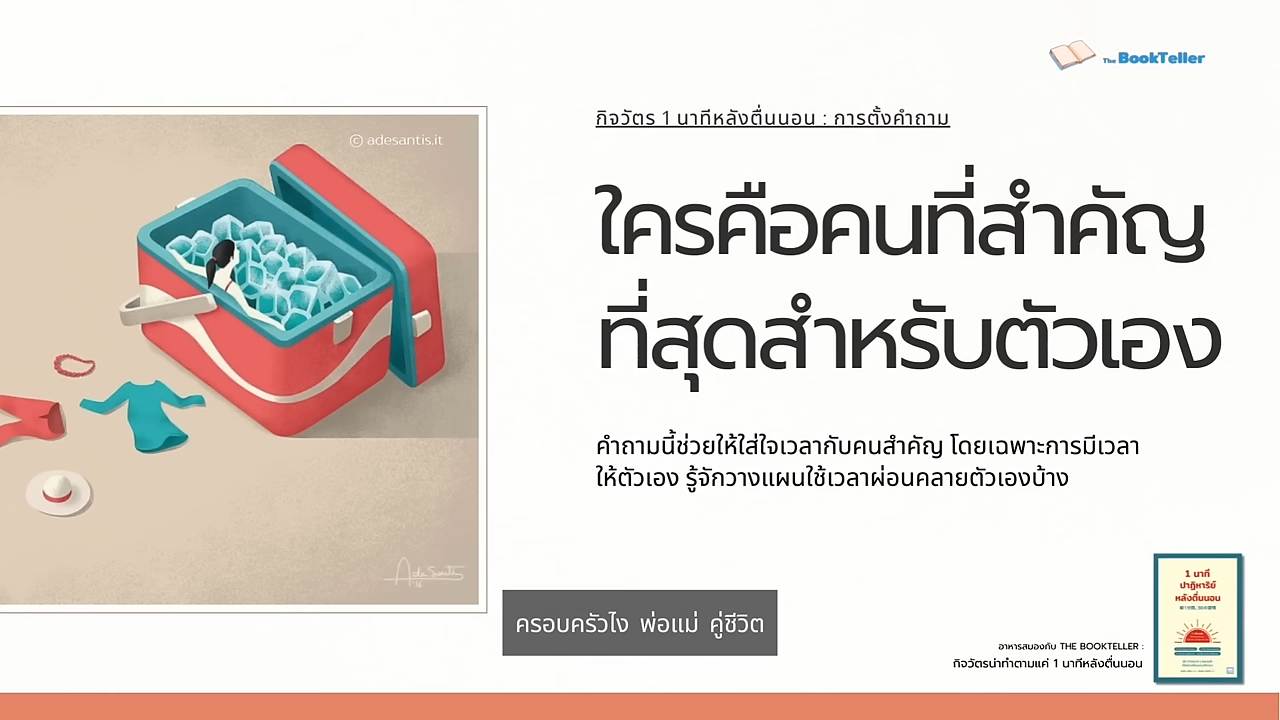 The BookTeller
© adesantis.it
กิจวัตร 1 นาทีหลังตื่นนอน : การตั้งคำถาม
ใครคือคนที่สำคัญ
ที่สุดสำหรับตัวเอง
คำถามนี้ช่วยให้ใส่ใจเวลากับคนสำคัญ โดยเฉพาะการมีเวลา
ให้ตัวเอง รู้จักวางแผนใช้เวลาผ่อนคลายตัวเองบ้าง
ครอบครัวไง พ่อแม่ คู่ชีวิต
อาหารสมองกับ THE BOOKTELLER :
กิจวัตรน่าทำตามแค่ 1 นาทีหลังตื่นนอน
1 นาที
ปาฏิหาริย์
หลังตื่นนอน